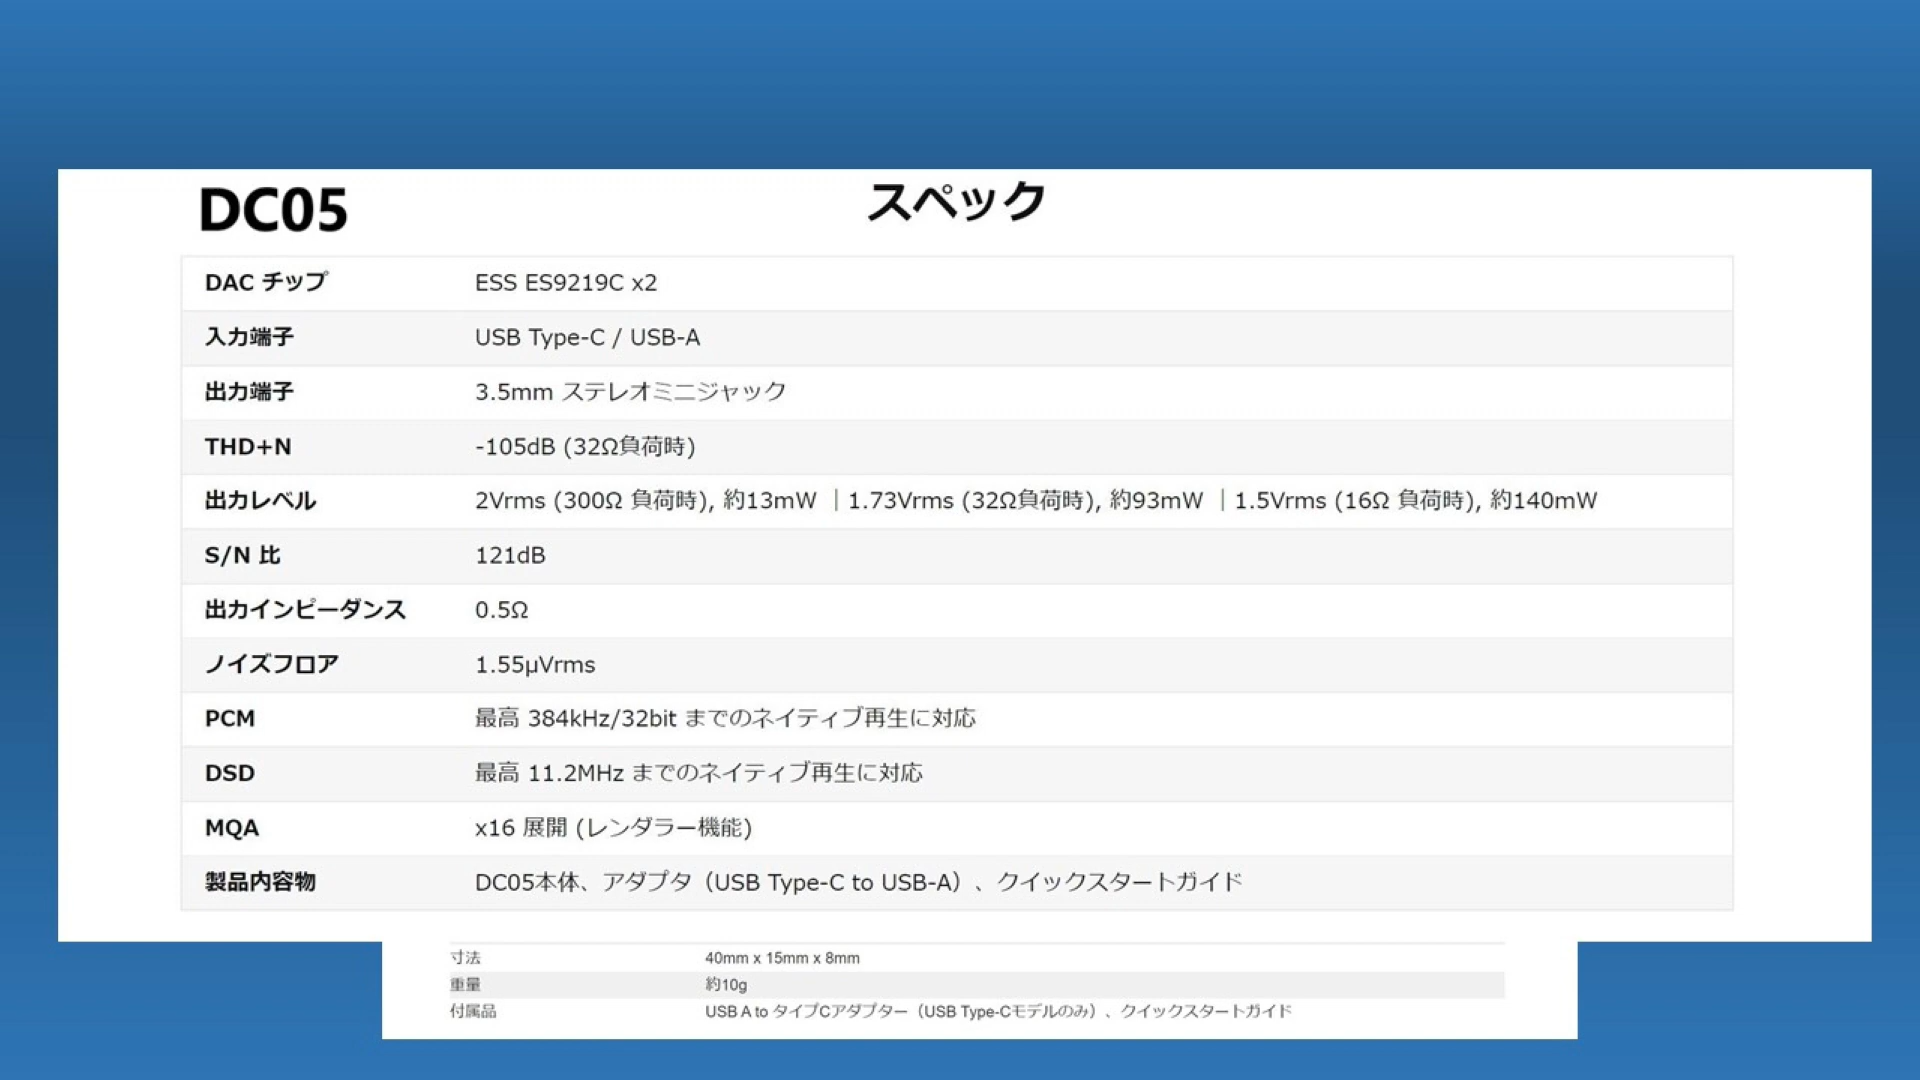 DC05
スペック
DAC チップ ESS ES9219C x2
入力端子 USB Type-C / USB-A
出力端子 3.5mm ステレオミニジャック
THD+N -105dB (32Ω負荷時)
出力レベル 2Vrms (300Ω 負荷時), 約13mW ｜1.73Vrms (32Ω負荷時), 約93mW ｜1.5Vrms (16Ω 負荷時), 約140mW
S/N 比 121dB
出力インピーダンス 0.5Ω
ノイズフロア 1.55μVrms
PCM 最高 384kHz/32bit までのネイティブ再生に対応
DSD 最高 11.2MHz までのネイティブ再生に対応
MQA x16 展開 (レンダラー機能)
製品内容物 DC05本体、アダプタ（USB Type-C to USB-A）、クイックスタートガイド
寸法 40mm x 15mm x 8mm
重量 約10g
付属品 USB A to タイプCアダプター（USB Type-Cモデルのみ）、クイックスタートガイド